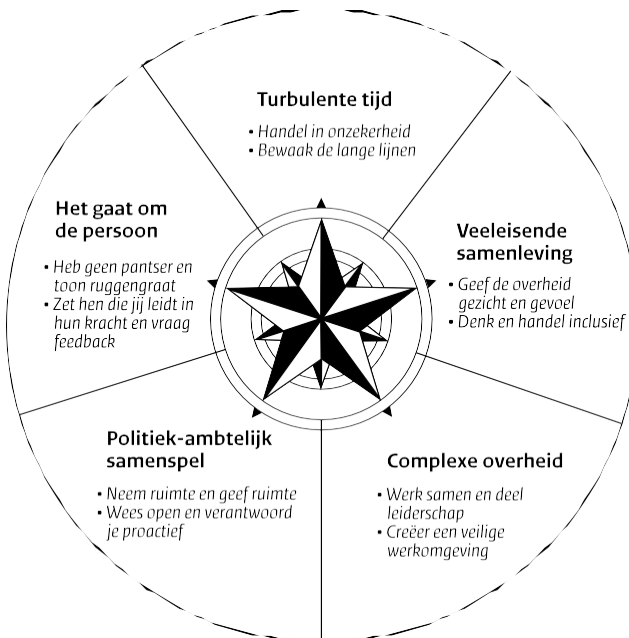 Turbulente tijd
• Handel in onzekerheid
• Bewaak de lange lijnen
Veeleisende
samenleving
• Geef de overheid
gezicht en gevoel
• Denk en handel inclusief
Complexe overheid
• Werk samen en deel
leiderschap
• Creëer een veilige
werkomgeving
Politiek-ambtelijk
samenspel
• Neem ruimte en geef ruimte
• Wees open en verantwoord
je proactief
Het gaat om
de persoon
• Heb geen pantser en
toon ruggengraat
• Zet hen die jij leidt in
hun kracht en vraag
feedback